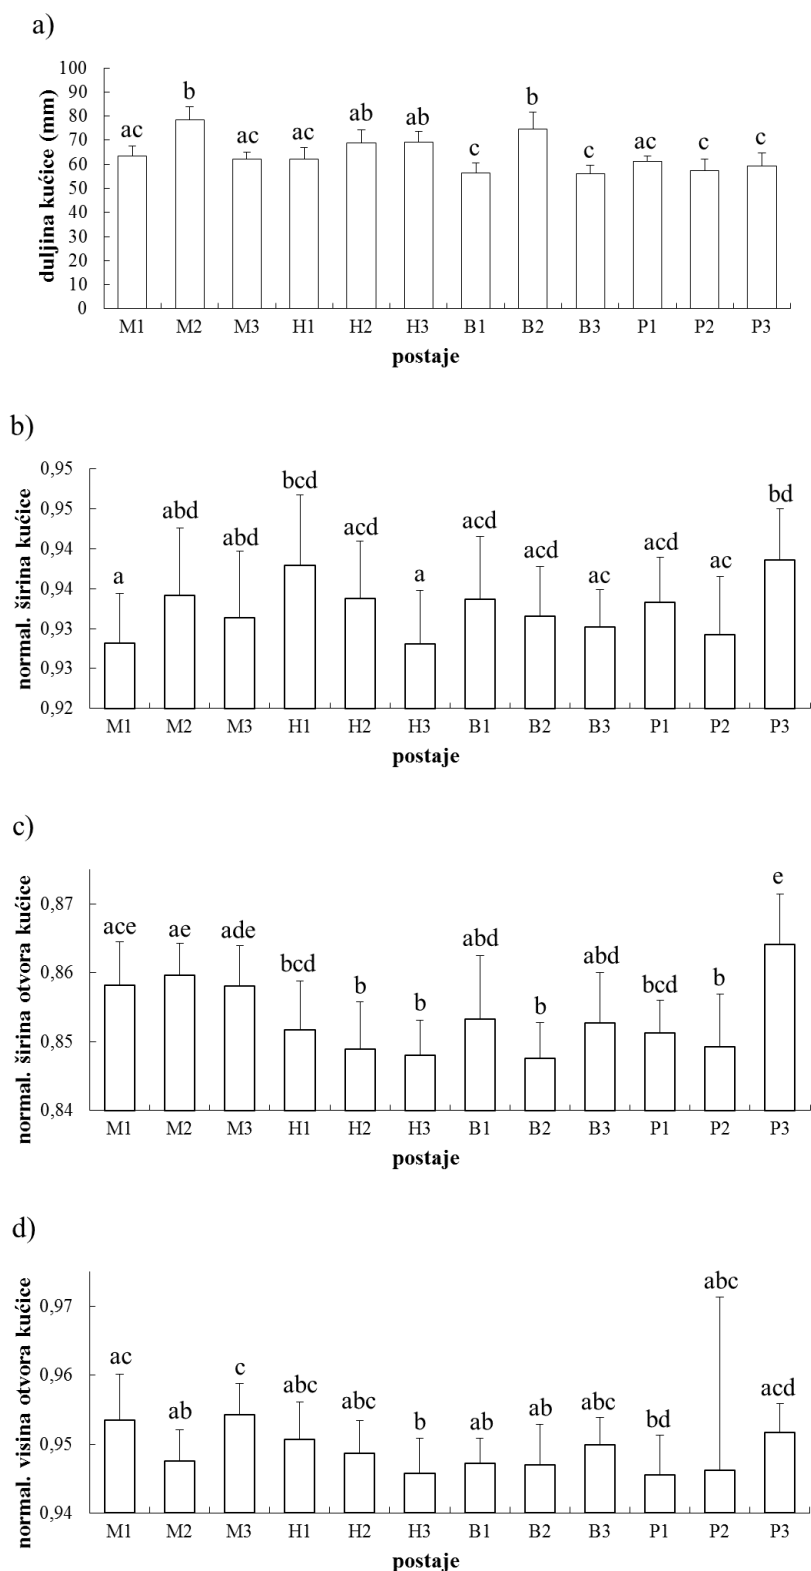 a)
duljina kućice (mm)
100
90
80
70
60
50
40
30
20
10
0
ac b ac ac ab ab c b c ac c c
M1 M2 M3 H1 H2 H3 B1 B2 B3 P1 P2 P3
postaje
b)
normal. širina kućice
0,95
0,95
0,94
0,94
0,93
0,93
0,92
a abd abd bcd acd a acd acd ac acd ac bd
M1 M2 M3 H1 H2 H3 B1 B2 B3 P1 P2 P3
postaje
c)
normal. širina otvora kućice
0,87
0,86
0,85
0,84
ace ae ade bcd b b abd b abd bcd b e
M1 M2 M3 H1 H2 H3 B1 B2 B3 P1 P2 P3
postaje
d)
normal. visina otvora kućice
0,97
0,96
0,95
0,94
ac ab c abc abc b ab ab abc bd abc acd
M1 M2 M3 H1 H2 H3 B1 B2 B3 P1 P2 P3
postaje